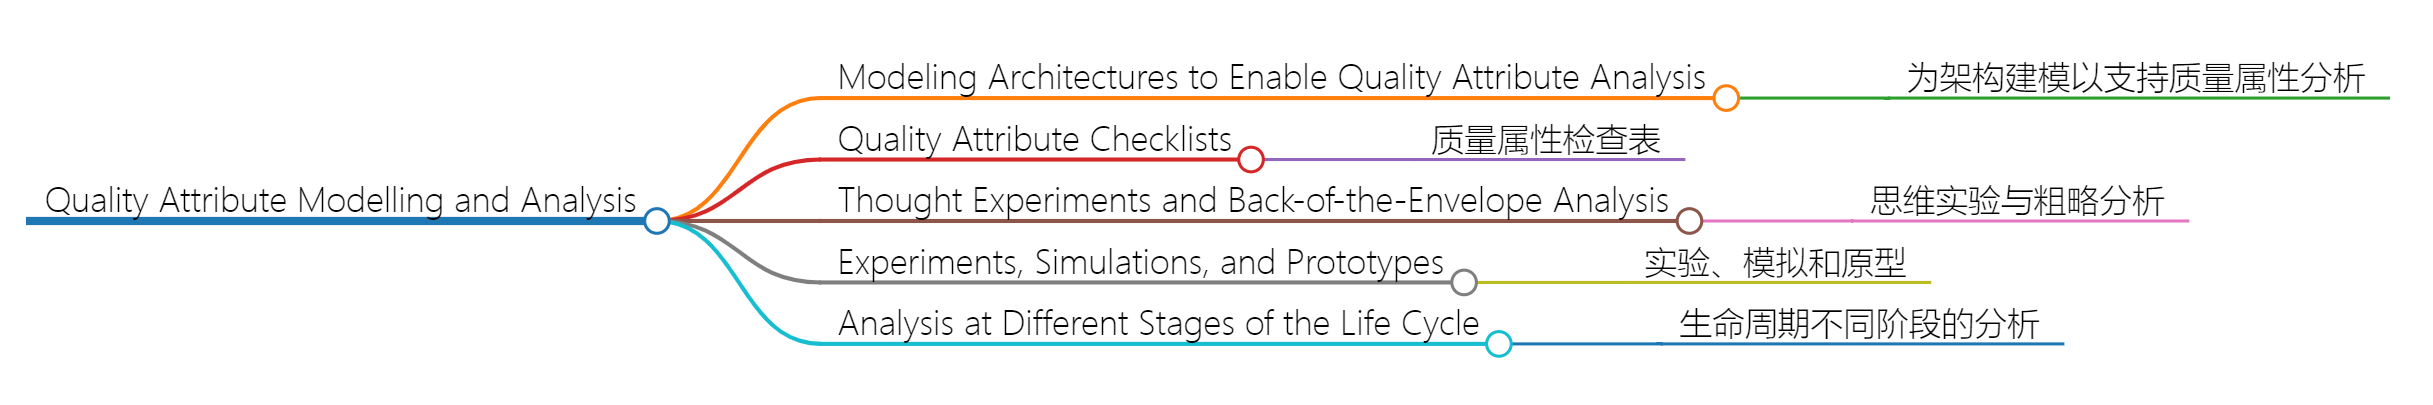 Quality Attribute Modelling and Analysis
Modeling Architectures to Enable Quality Attribute Analysis
为架构建模以支持质量属性分析
Quality Attribute Checklists
质量属性检查表
Thought Experiments and Back-of-the-Envelope Analysis
思维实验与粗略分析
Experiments, Simulations, and Prototypes
实验、模拟和原型
Analysis at Different Stages of the Life Cycle
生命周期不同阶段的分析